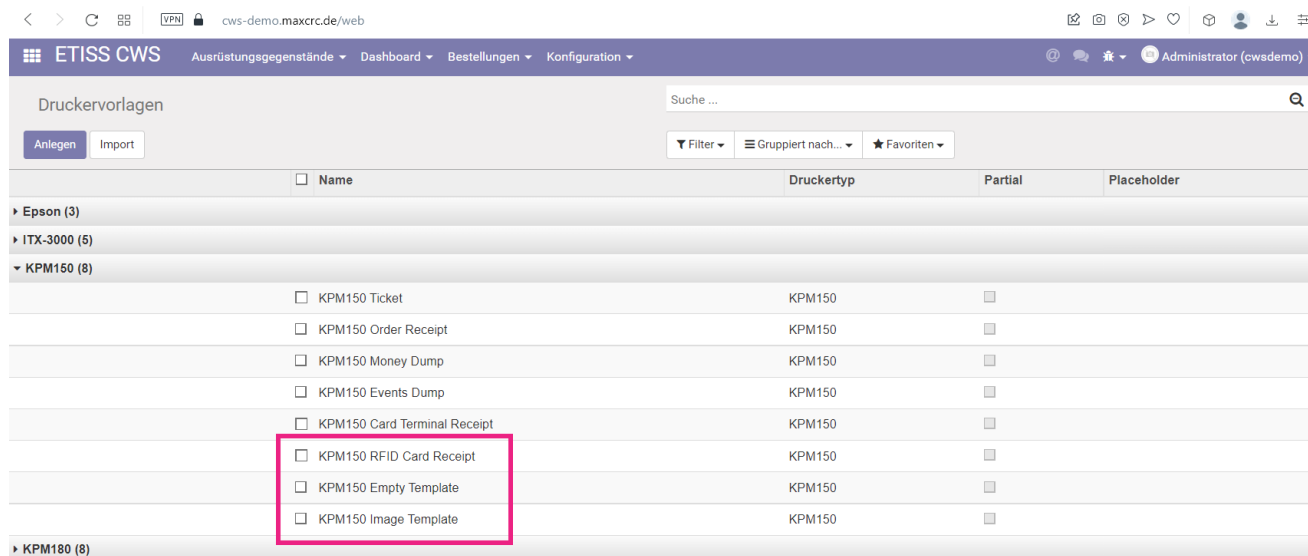 VPN cws-demo.maxcrc.de/web
ETISS CWS Ausrüstungsgegenstände Dashboard Bestellungen Konfiguration @ Administrator (cwsdemo)
Druckervorlagen Suche ...
Anlegen Import Filter Gruppiert nach... Favoriten
Name Druckertyp Partial Placeholder
Epson (3)
ITX-3000 (5)
KPM150 (8)
KPM150 Ticket KPM150
KPM150 Order Receipt KPM150
KPM150 Money Dump KPM150
KPM150 Events Dump KPM150
KPM150 Card Terminal Receipt KPM150
KPM150 RFID Card Receipt KPM150
KPM150 Empty Template KPM150
KPM150 Image Template KPM150
KPM180 (8)